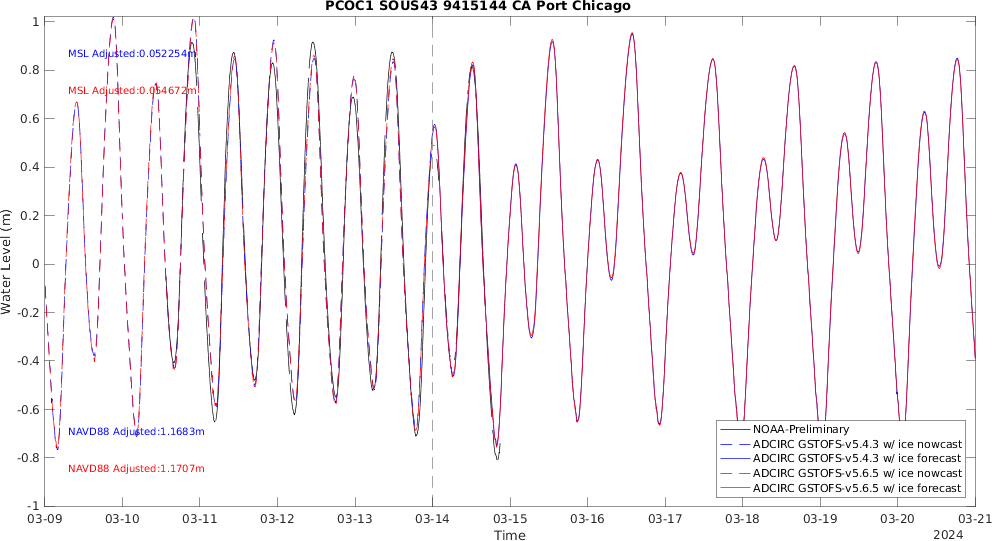 PCOC1 SOUS43 9415144 CA Port Chicago
MSL Adjusted:0.052254m
MSL Adjusted:0.054672m
NAVD88 Adjusted:1.1683m
NAVD88 Adjusted:1.1707m
Water Level (m)
0.8
0.6
0.4
0.2
0
-0.2
-0.4
-0.6
-0.8
-1
NOAA-Preliminary
ADCIRC GSTOFS-v5.4.3 w/ ice nowcast
ADCIRC GSTOFS-v5.4.3 w/ ice forecast
ADCIRC GSTOFS-v5.6.5 w/ ice nowcast
ADCIRC GSTOFS-v5.6.5 w/ ice forecast
03-09 03-10 03-11 03-12 03-13 03-14 03-15 03-16 03-17 03-18 03-19 03-20 03-21
Time
2024